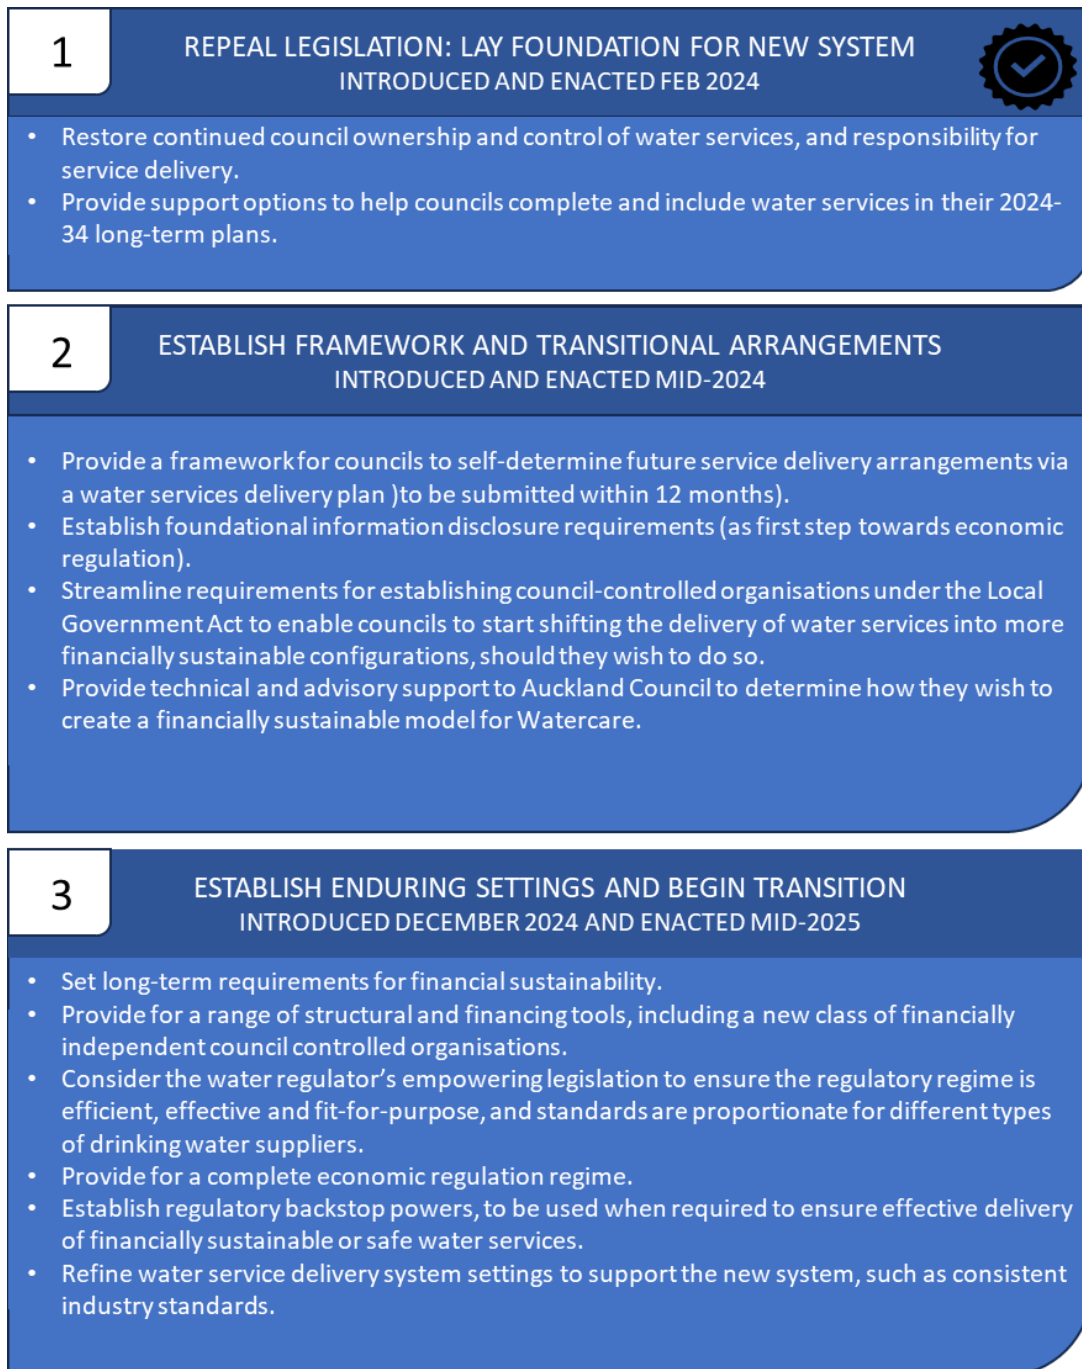 1
REPEAL LEGISLATION: LAY FOUNDATION FOR NEW SYSTEM
INTRODUCED AND ENACTED FEB 2024
• Restore continued council ownership and control of water services, and responsibility for
service delivery.
• Provide support options to help councils complete and include water services in their 2024-
34 long-term plans.
2
ESTABLISH FRAMEWORK AND TRANSITIONAL ARRANGEMENTS
INTRODUCED AND ENACTED MID-2024
• Provide a framework for councils to self-determine future service delivery arrangements via
a water services delivery plan )to be submitted within 12 months).
• Establish foundational information disclosure requirements (as first step towards economic
regulation).
• Streamline requirements for establishing council-controlled organisations under the Local
Government Act to enable councils to start shifting the delivery of water services into more
financially sustainable configurations, should they wish to do so.
• Provide technical and advisory support to Auckland Council to determine how they wish to
create a financially sustainable model for Watercare.
3
ESTABLISH ENDURING SETTINGS AND BEGIN TRANSITION
INTRODUCED DECEMBER 2024 AND ENACTED MID-2025
• Set long-term requirements for financial sustainability.
• Provide for a range of structural and financing tools, including a new class of financially
independent council controlled organisations.
• Consider the water regulator’s empowering legislation to ensure the regulatory regime is
efficient, effective and fit-for-purpose, and standards are proportionate for different types
of drinking water suppliers.
• Provide for a complete economic regulation regime.
• Establish regulatory backstop powers, to be used when required to ensure effective delivery
of financially sustainable or safe water services.
• Refine water service delivery system settings to support the new system, such as consistent
industry standards.